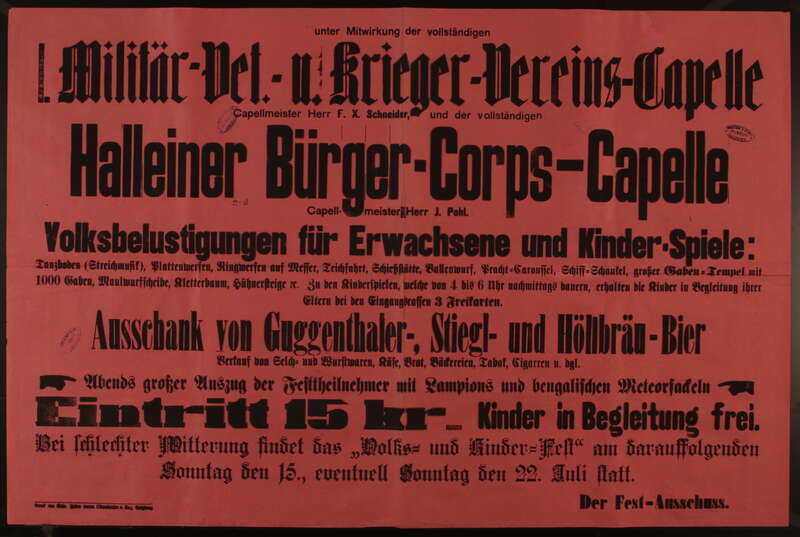 unter Mitwirkung der vollständigen
I. Militär-Vet.- u. Krieger-Vereins-Capelle
Capellmeister Herr F. X. Schneider, und der vollständigen
Halleiner Bürger-Corps-Capelle
Capellmeister Herr J. Pohl.
Volksbelustigungen für Erwachsene und Kinder-Spiele:
Tanzboden (Streichmusik), Plattenwerfen, Ringwerfen auf Messer, Teichfahrt, Schießstätte, Ballonwurf, Pracht-Caroussel, Schiff-Schaukel, großer Gaben-Tempel mit
1000 Gaben, Maulwurfscheibe, Kletterbaum, Hühnersteige ꝛc. Zu den Kinderspielen, welche von 4 bis 6 Uhr nachmittags dauern, erhalten die Kinder in Begleitung ihrer
Eltern bei den Eingangscassen 3 Freikarten.
Ausschank von Guggenthaler-, Stiegl- und Höllbräu-Bier
Verkauf von Selch- und Wurstwaren, Käse, Brot, Bäckereien, Tabak, Cigarren u. dgl.
Abends großer Auszug der Festtheilnehmer mit Lampions und bengalischen Meteorfackeln
Eintritt 15 kr. Kinder in Begleitung frei.
Bei schlechter Witterung findet das „Volks- und Kinder-Fest“ am darauffolgenden
Sonntag den 15., eventuell Sonntag den 22. Juli statt.
Der Fest-Ausschuss.